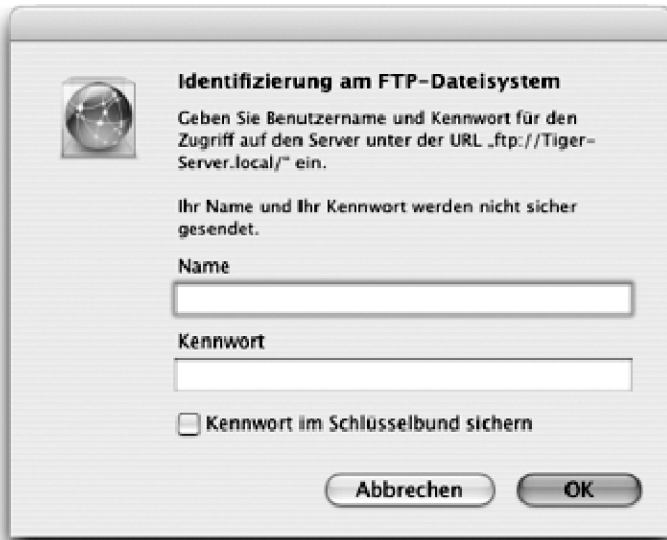 Identifizierung am FTP-Dateisystem
Geben Sie Benutzername und Kennwort für den
Zugriff auf den Server unter der URL „ftp://Tiger-
Server.local/“ ein.
Ihr Name und Ihr Kennwort werden nicht sicher
gesendet.
Name
Kennwort
Kennwort im Schlüsselbund sichern
Abbrechen
OK